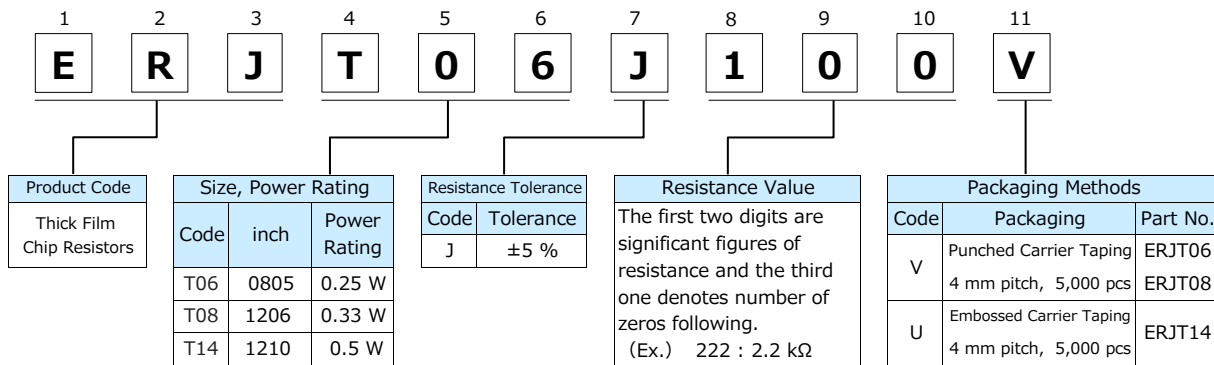 1 2 3 4 5 6 7 8 9 10 11
E R J T 0 6 J 1 0 0 V
Product Code
Thick Film
Chip Resistors
Size, Power Rating
Code inch Power Rating
T06 0805 0.25 W
T08 1206 0.33 W
T14 1210 0.5 W
Resistance Tolerance
Code Tolerance
J ±5 %
Resistance Value
The first two digits are
significant figures of
resistance and the third
one denotes number of
zeros following.
(Ex.) 222 : 2.2 kΩ
Packaging Methods
Code Packaging Part No.
V Punched Carrier Taping ERJT06
4 mm pitch, 5,000 pcs ERJT08
U Embossed Carrier Taping ERJT14
4 mm pitch, 5,000 pcs